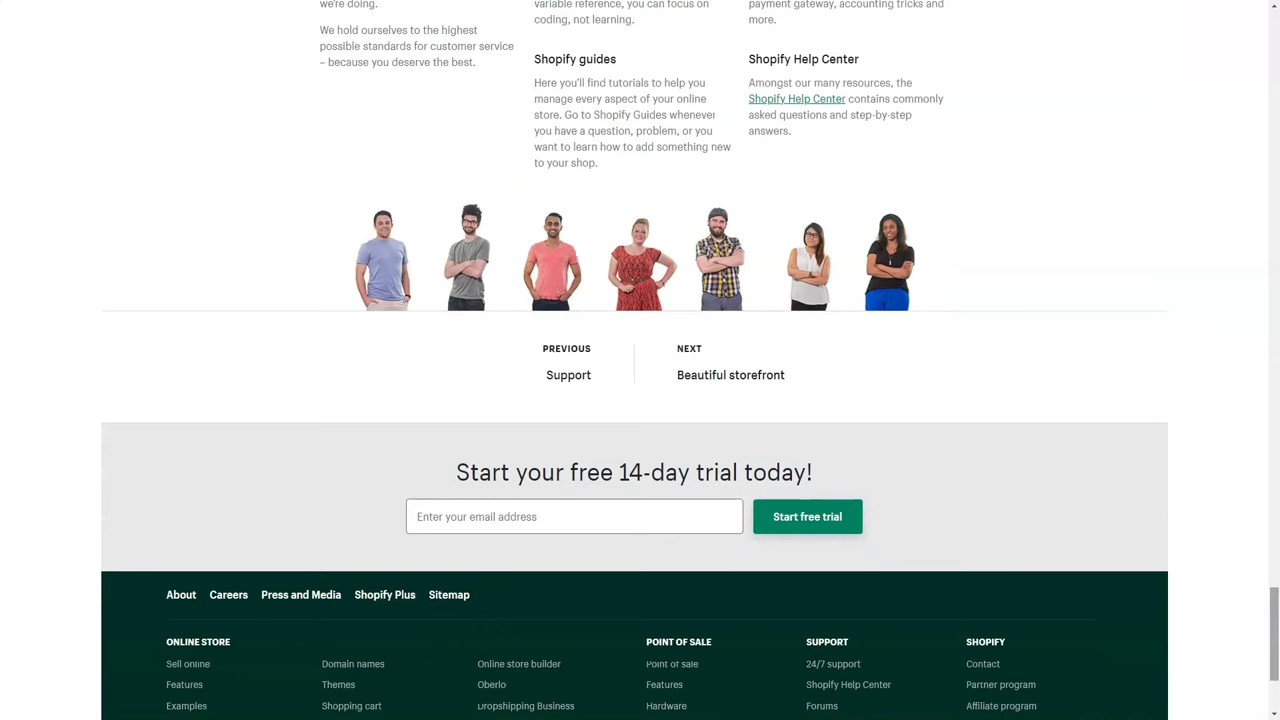 we're doing.
We hold ourselves to the highest
possible standards for customer service
– because you deserve the best.
variable reference, you can focus on
coding, not learning.
Shopify guides
Here you'll find tutorials to help you
manage every aspect of your online
store. Go to Shopify Guides whenever
you have a question, problem, or you
want to learn how to add something new
to your shop.
payment gateway, accounting tricks and
more.
Shopify Help Center
Amongst our many resources, the
Shopify Help Center contains commonly
asked questions and step-by-step
answers.
PREVIOUS
Support
NEXT
Beautiful storefront
Start your free 14-day trial today!
Enter your email address
Start free trial
About Careers Press and Media Shopify Plus Sitemap
ONLINE STORE
Sell online
Features
Examples
Domain names
Themes
Shopping cart
Online store builder
Oberlo
Dropshipping Business
POINT OF SALE
Point of sale
Features
Hardware
SUPPORT
24/7 support
Shopify Help Center
Forums
SHOPIFY
Contact
Partner program
Affiliate program